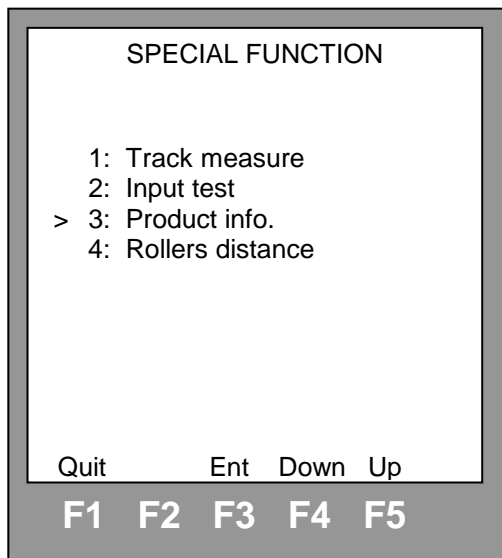 SPECIAL FUNCTION
1: Track measure
2: Input test
> 3: Product info.
4: Rollers distance
Quit Ent Down Up
F1 F2 F3 F4 F5